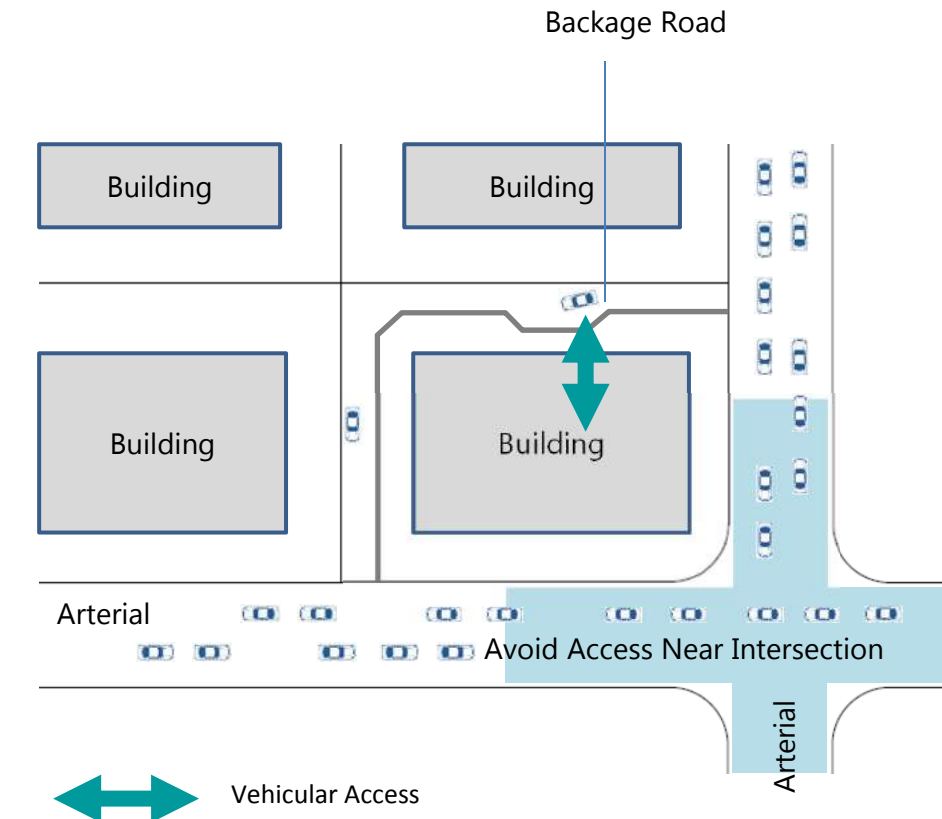 Backage Road
Building
Building
Building
Building
Arterial
Avoid Access Near Intersection
Arterial
Vehicular Access